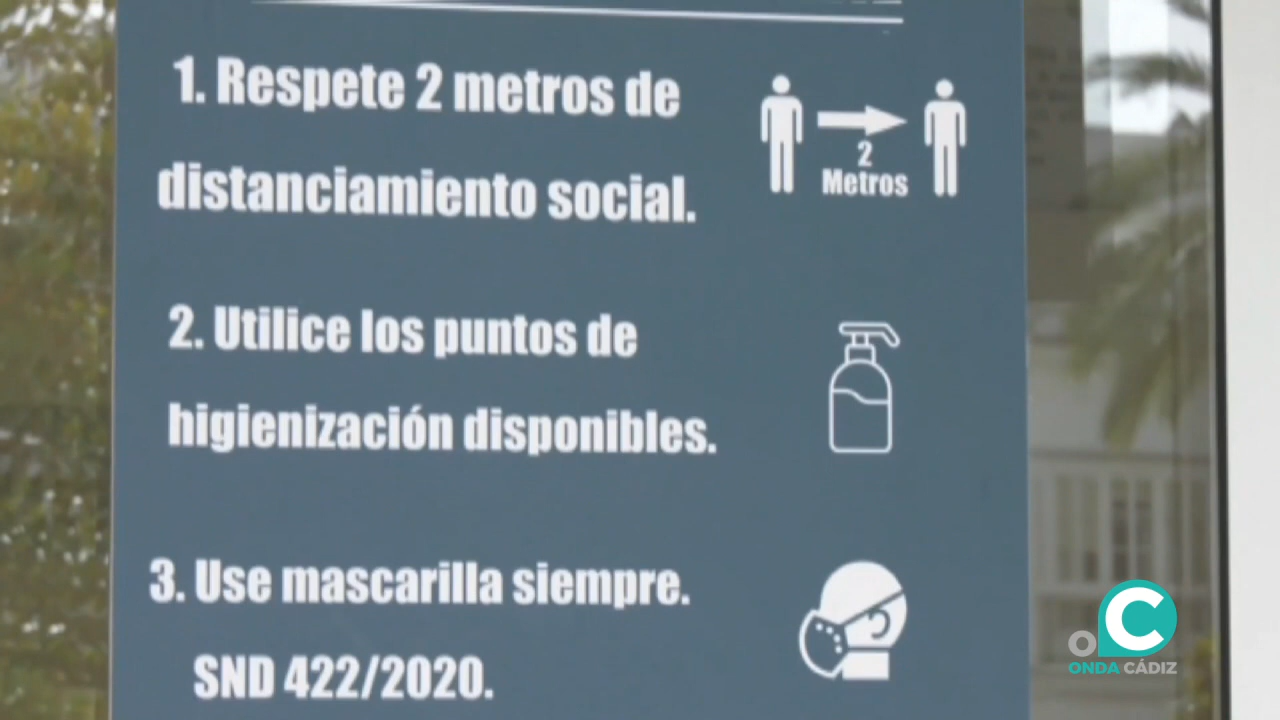 1. Respete 2 metros de
distanciamiento social.
2
Metros
2. Utilice los puntos de
higienización disponibles.
3. Use mascarilla siempre.
SND 422/2020.
OC
ONDA CÁDIZ